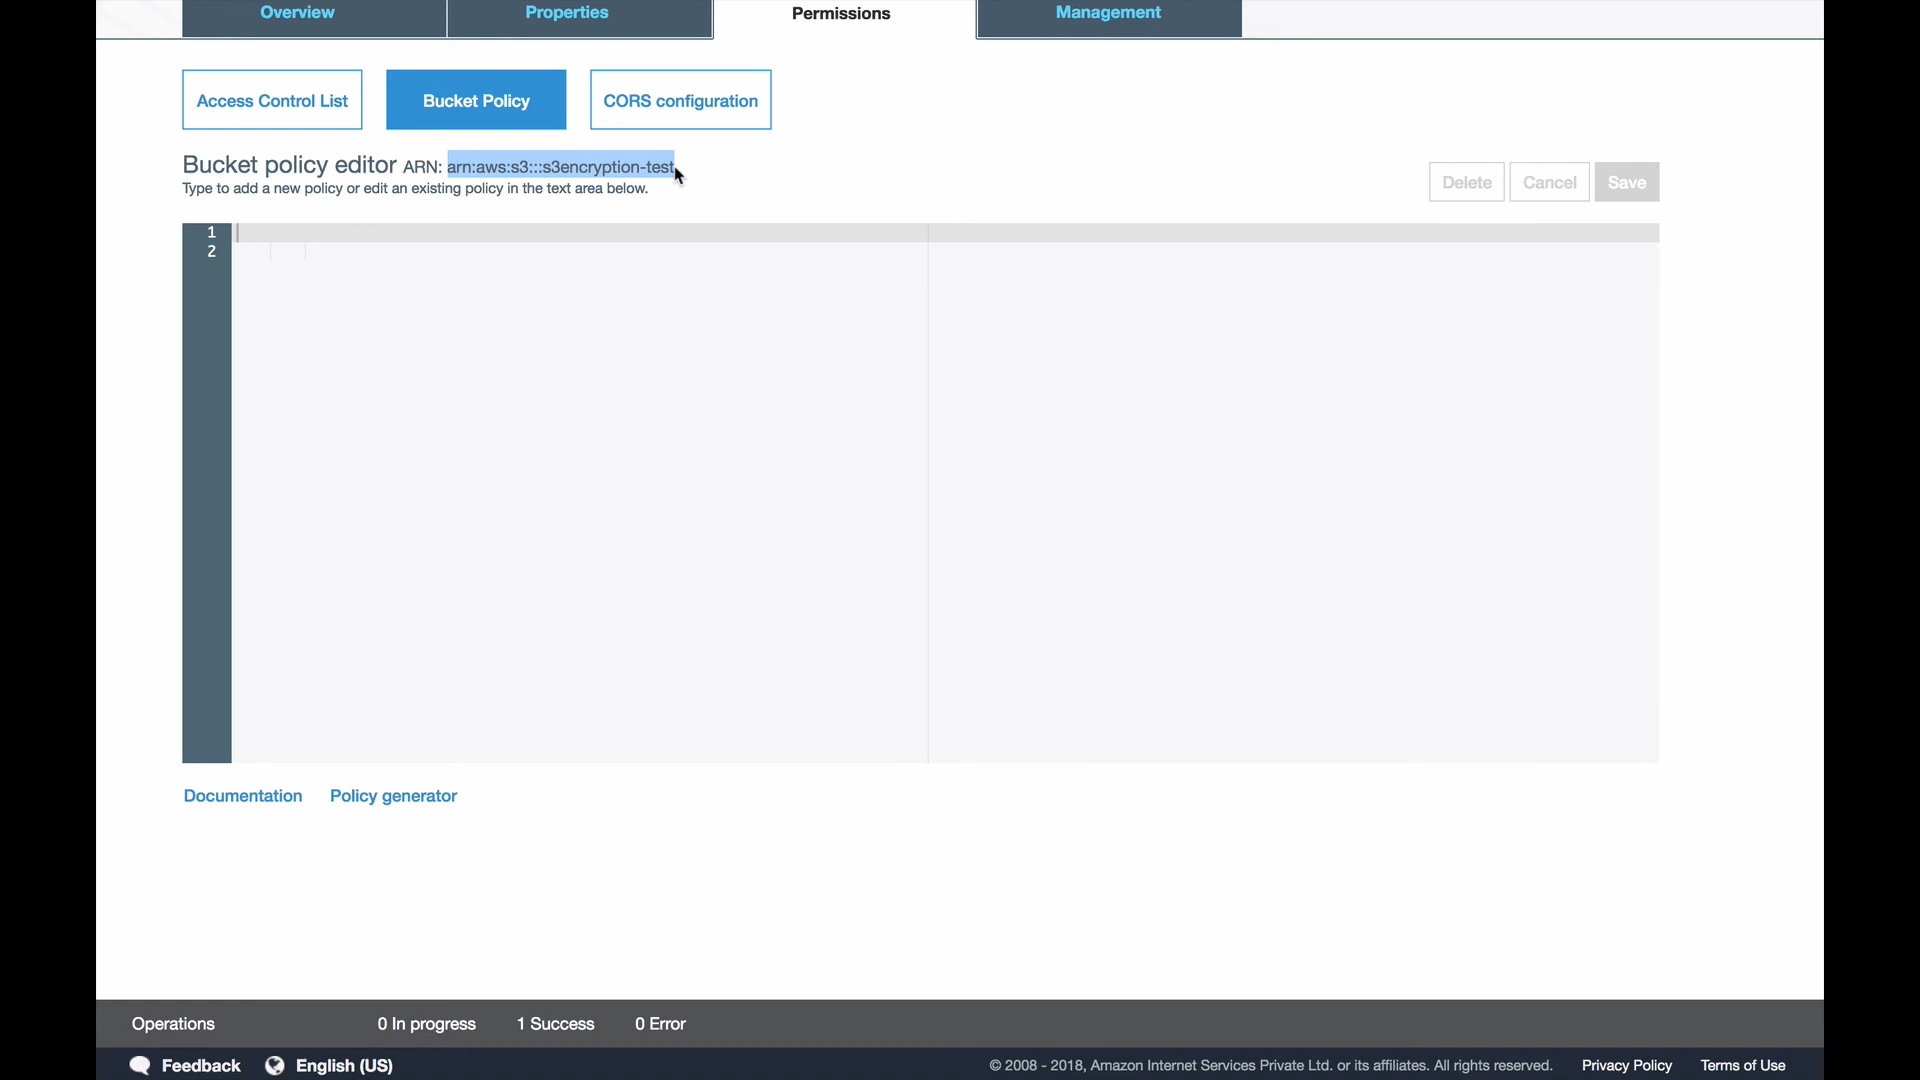 Overview Properties Permissions Management
Access Control List Bucket Policy CORS configuration
Bucket policy editor ARN: arn:aws:s3:::s3encryption-test
Type to add a new policy or edit an existing policy in the text area below.
Delete Cancel Save
1
2
Documentation Policy generator
Operations 0 In progress 1 Success 0 Error
Feedback English (US) © 2008 - 2018, Amazon Internet Services Private Ltd. or its affiliates. All rights reserved. Privacy Policy Terms of Use